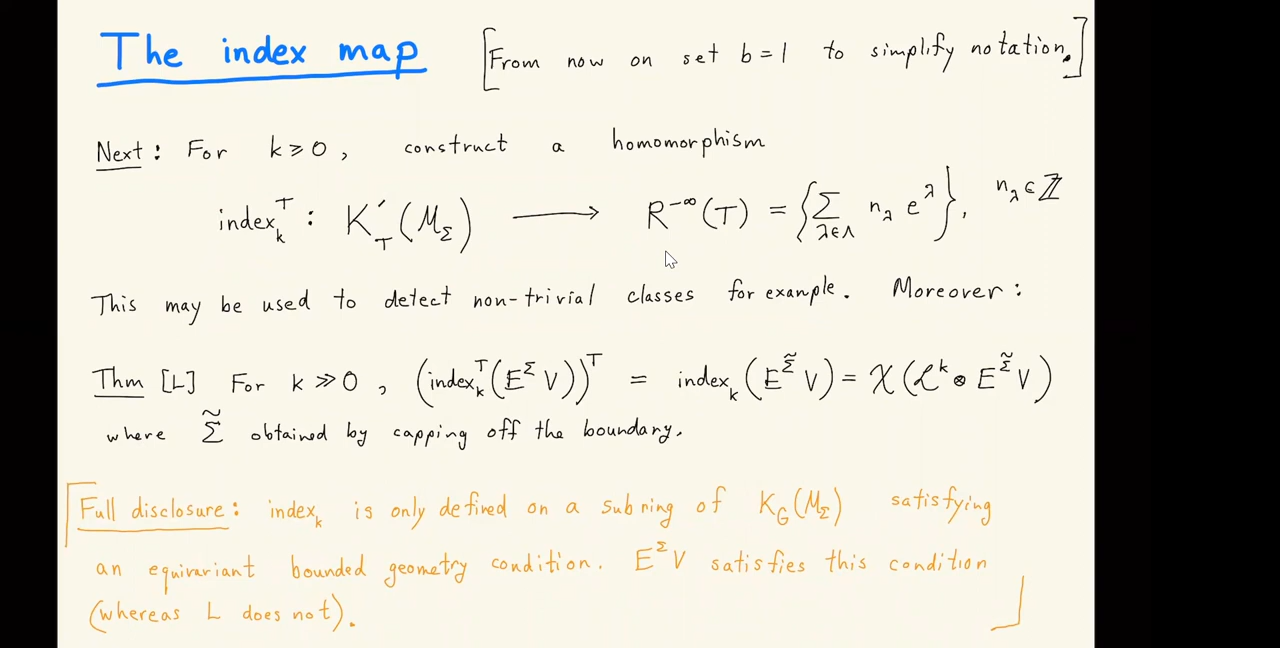 The index map [From now on set b = 1 to simplify notation.]
Next: For k ≥ 0, construct a homomorphism
index_k^T : K'_T(M_Σ) ⟶ R^{-∞}(T) = { Σ_{λ∈Λ} n_λ e^λ }, n_λ ∈ ℤ
This may be used to detect non-trivial classes for example. Moreover:
Thm [L] For k ≫ 0, (index_k^T (E^Σ V))^T = index_k (E^{Σ̃} V) = χ(ℒ^k ⊗ E^{Σ̃} V)
where Σ̃ obtained by capping off the boundary.
[Full disclosure: index_k is only defined on a subring of K_G(M_Σ) satisfying
an equivariant bounded geometry condition. E^Σ V satisfies this condition
(whereas L does not).]